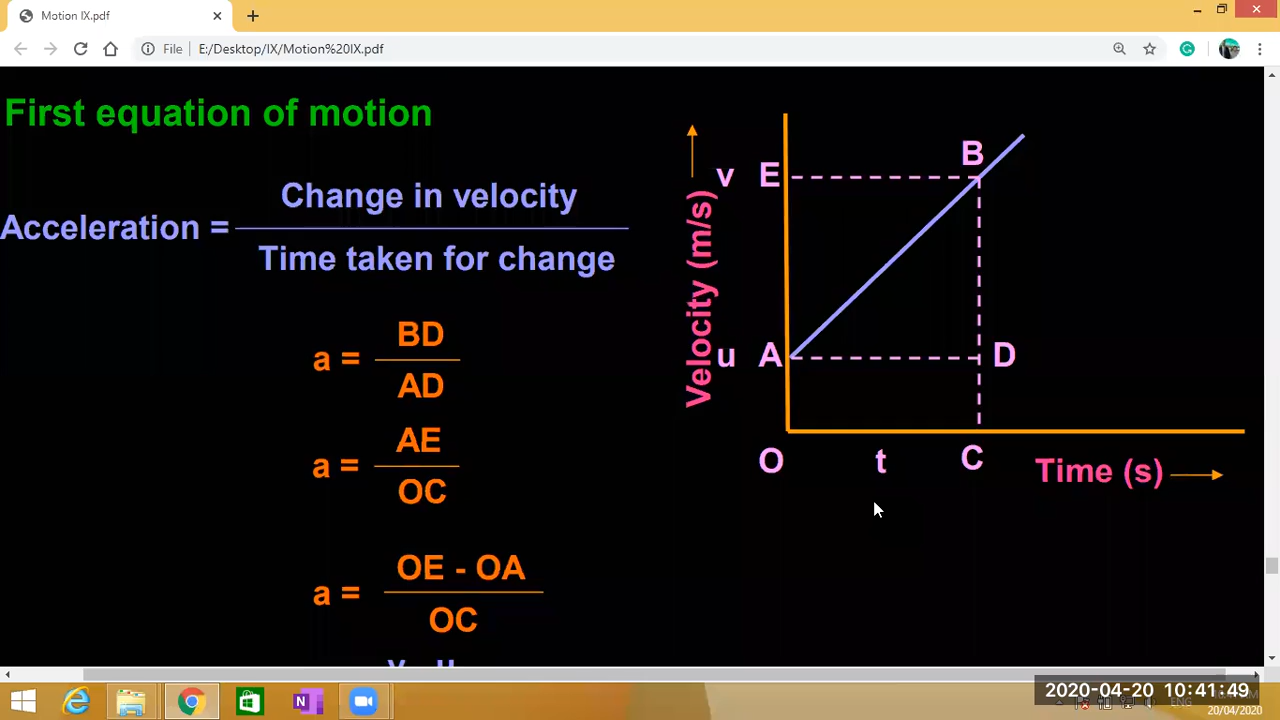 Motion IX.pdf
File
E:/Desktop/IX/Motion%20IX.pdf
First equation of motion
Acceleration =
Change in velocity
Time taken for change
a =
BD
AD
a =
AE
OC
a =
OE - OA
OC
Velocity (m/s)
v
E
B
u
A
D
O
t
C
Time (s)
2020-04-20 10:41:49
ENG
20/04/2020